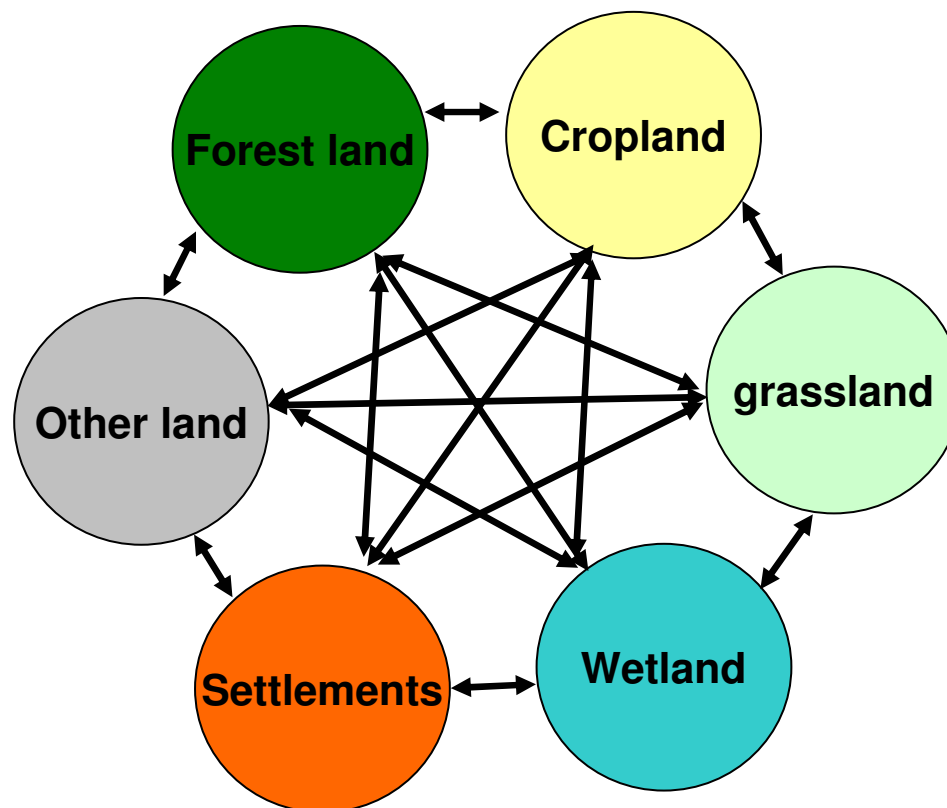 Forest land
Cropland
Other land
grassland
Settlements
Wetland